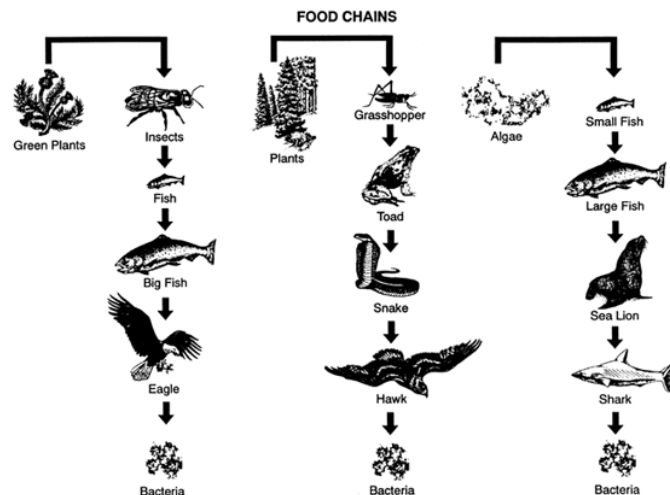 FOOD CHAINS
Green Plants
Insects
Fish
Big Fish
Eagle
Bacteria
Plants
Grasshopper
Toad
Snake
Hawk
Bacteria
Algae
Small Fish
Large Fish
Sea Lion
Shark
Bacteria